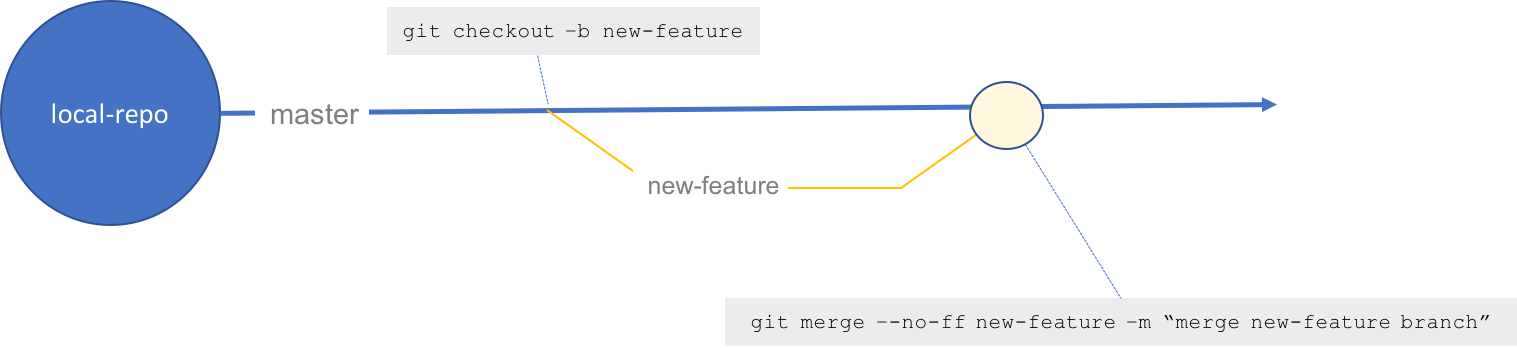 git checkout –b new-feature
local-repo
master
new-feature
git merge –-no-ff new-feature –m “merge new-feature branch”